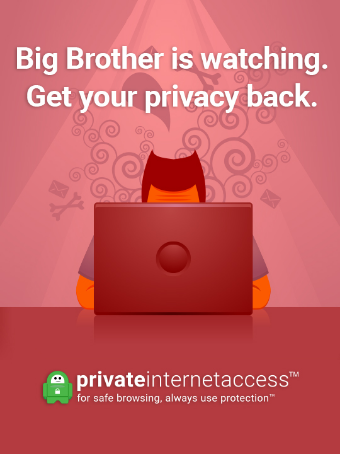 Big Brother is watching.
Get your privacy back.
privateinternetaccess™
for safe browsing, always use protection™